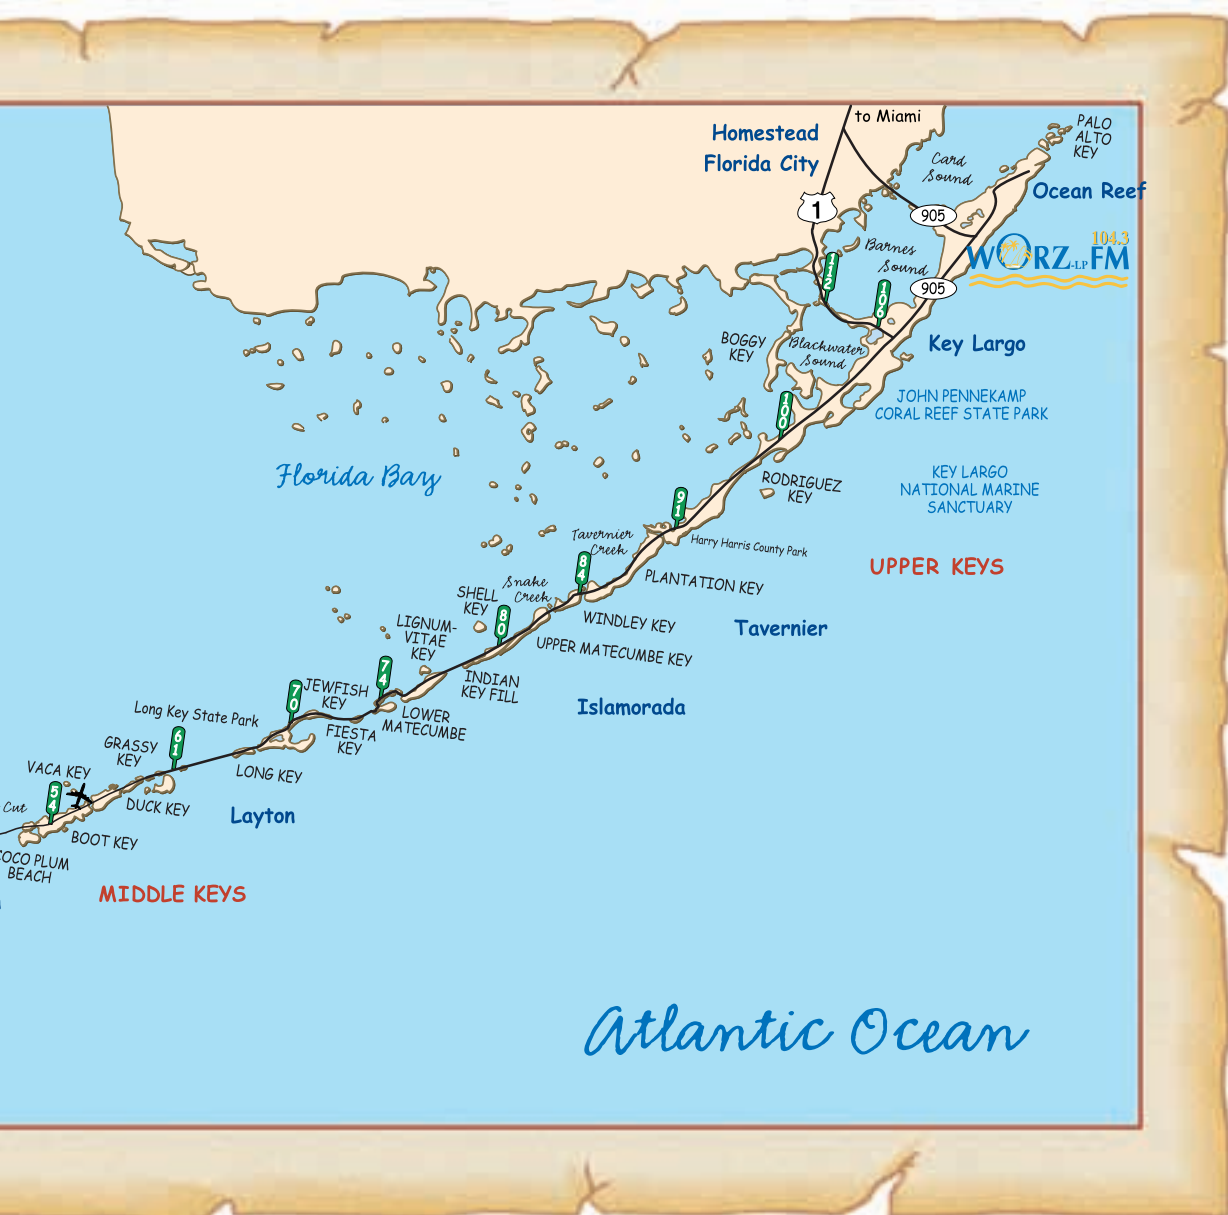 to Miami
Homestead
Florida City
PALO
ALTO
KEY
Card
Sound
Ocean Reef
1
905
104.3
WORZ-LP FM
Barnes
Sound
112
905
106
BOGGY
KEY
Blackwater
Sound
Key Largo
JOHN PENNEKAMP
CORAL REEF STATE PARK
100
Florida Bay
KEY LARGO
NATIONAL MARINE
SANCTUARY
RODRIGUEZ
KEY
91
Harry Harris County Park
Tavernier
Creek
84
UPPER KEYS
PLANTATION KEY
Snake
Creek
SHELL
KEY
80
WINDLEY KEY
Tavernier
LIGNUM-
VITAE
KEY
UPPER MATECUMBE KEY
74
INDIAN
KEY FILL
JEWFISH
KEY
70
Islamorada
LOWER
MATECUMBE
Long Key State Park
FIESTA
KEY
61
GRASSY
KEY
LONG KEY
VACA KEY
54
DUCK KEY
Cut
Layton
BOOT KEY
OCO PLUM
BEACH
MIDDLE KEYS
Atlantic Ocean